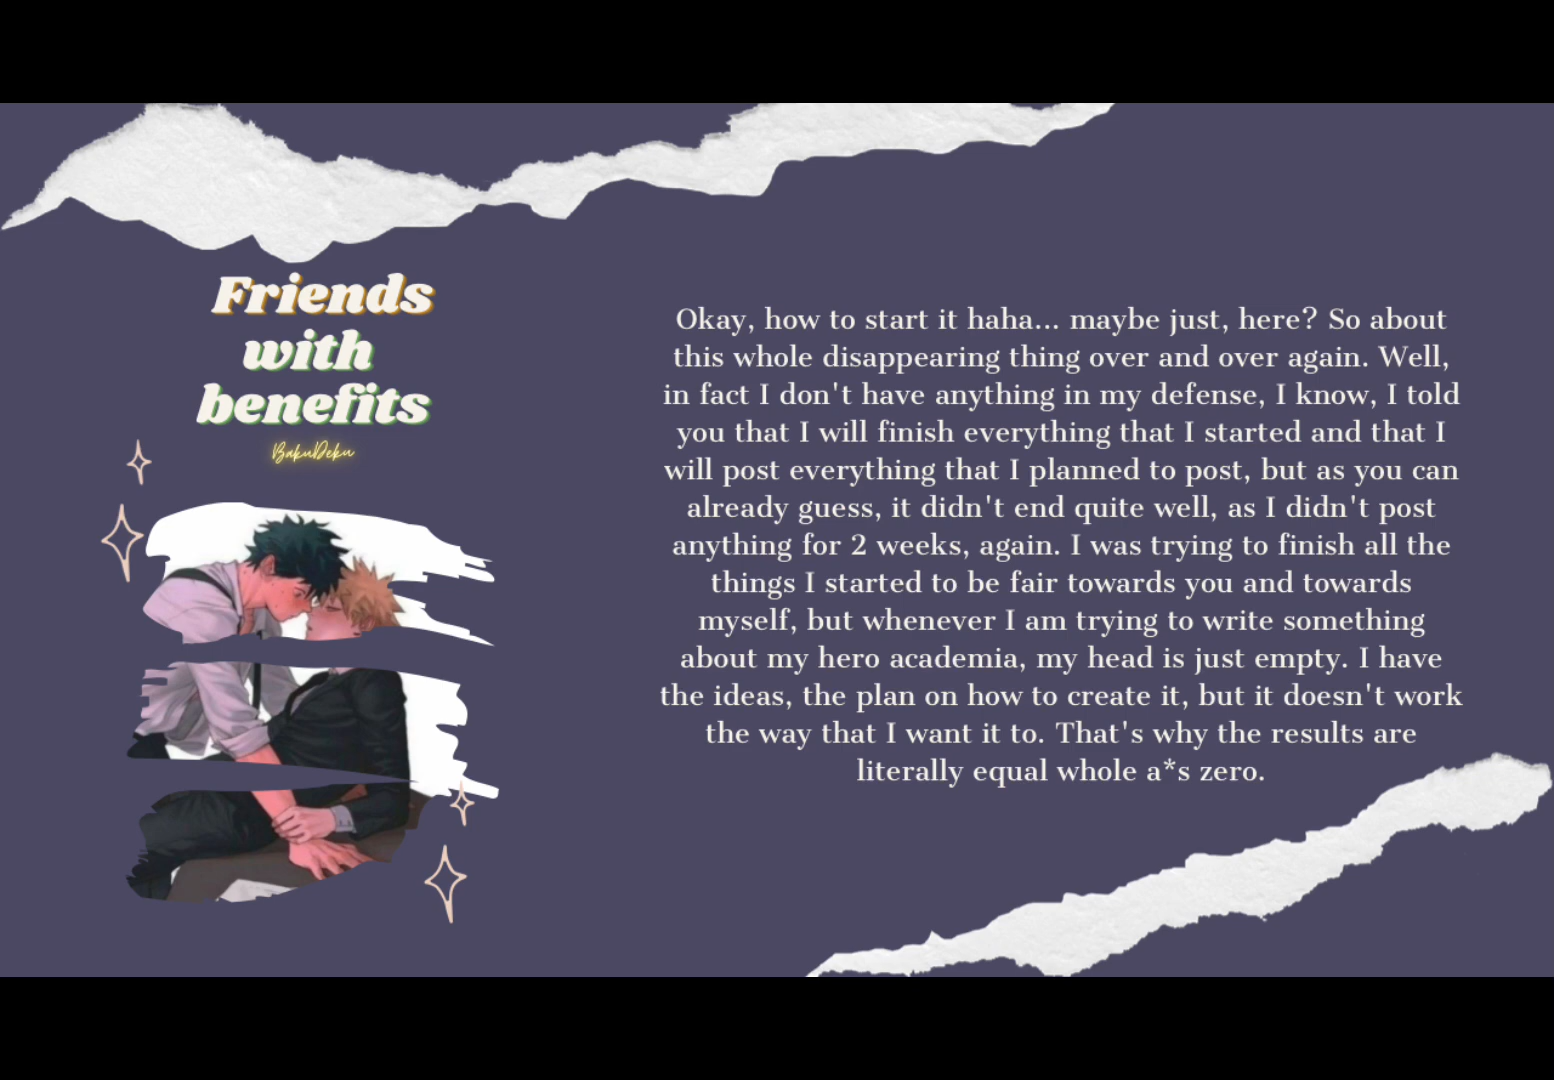 Friends
with
benefits
BakuDeku
Okay, how to start it haha... maybe just, here? So about
this whole disappearing thing over and over again. Well,
in fact I don't have anything in my defense, I know, I told
you that I will finish everything that I started and that I
will post everything that I planned to post, but as you can
already guess, it didn't end quite well, as I didn't post
anything for 2 weeks, again. I was trying to finish all the
things I started to be fair towards you and towards
myself, but whenever I am trying to write something
about my hero academia, my head is just empty. I have
the ideas, the plan on how to create it, but it doesn't work
the way that I want it to. That's why the results are
literally equal whole a*s zero.